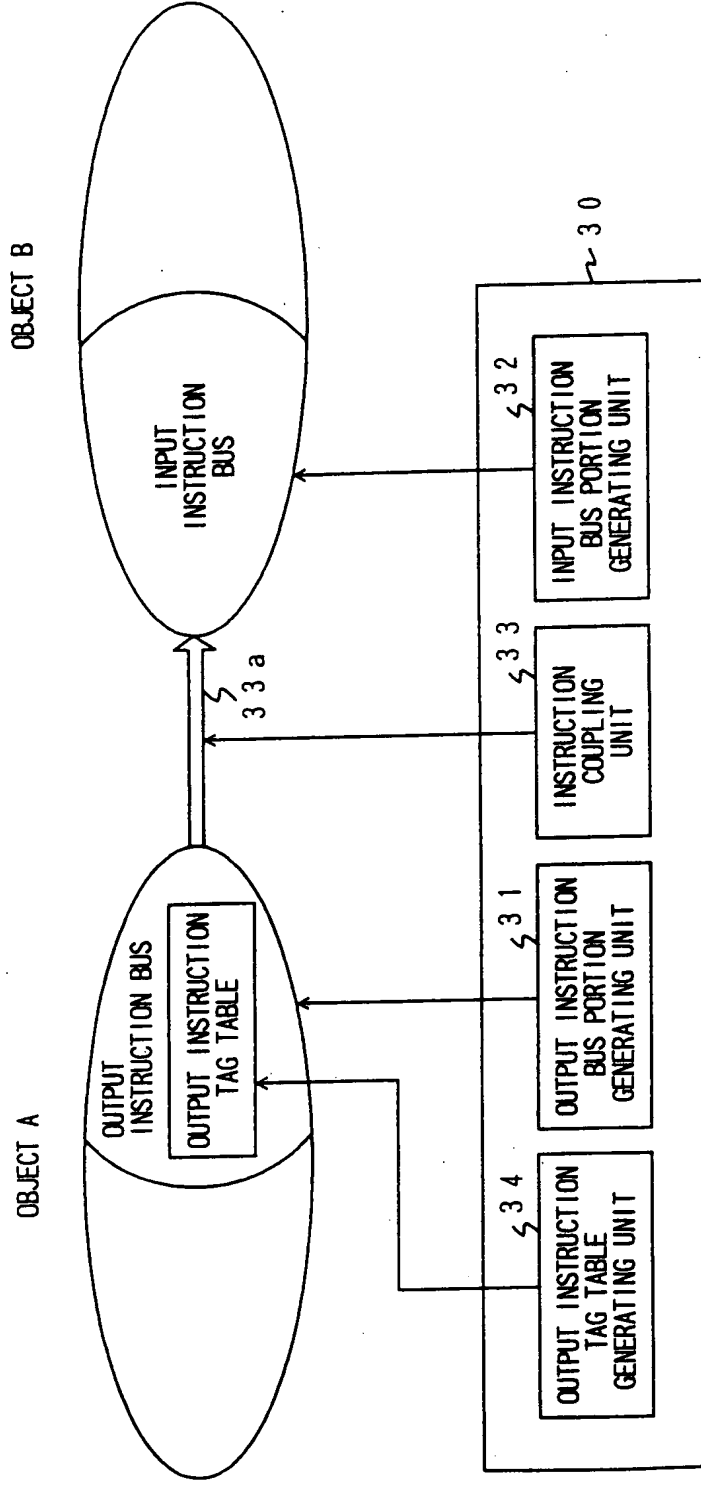 OBJECT A
OBJECT B
OUTPUT
INSTRUCTION BUS
OUTPUT INSTRUCTION
TAG TABLE
INPUT
INSTRUCTION
BUS
33a
30
34
OUTPUT INSTRUCTION
TAG TABLE
GENERATING UNIT
31
OUTPUT INSTRUCTION
BUS PORTION
GENERATING UNIT
33
INSTRUCTION
COUPLING
UNIT
32
INPUT INSTRUCTION
BUS PORTION
GENERATING UNIT